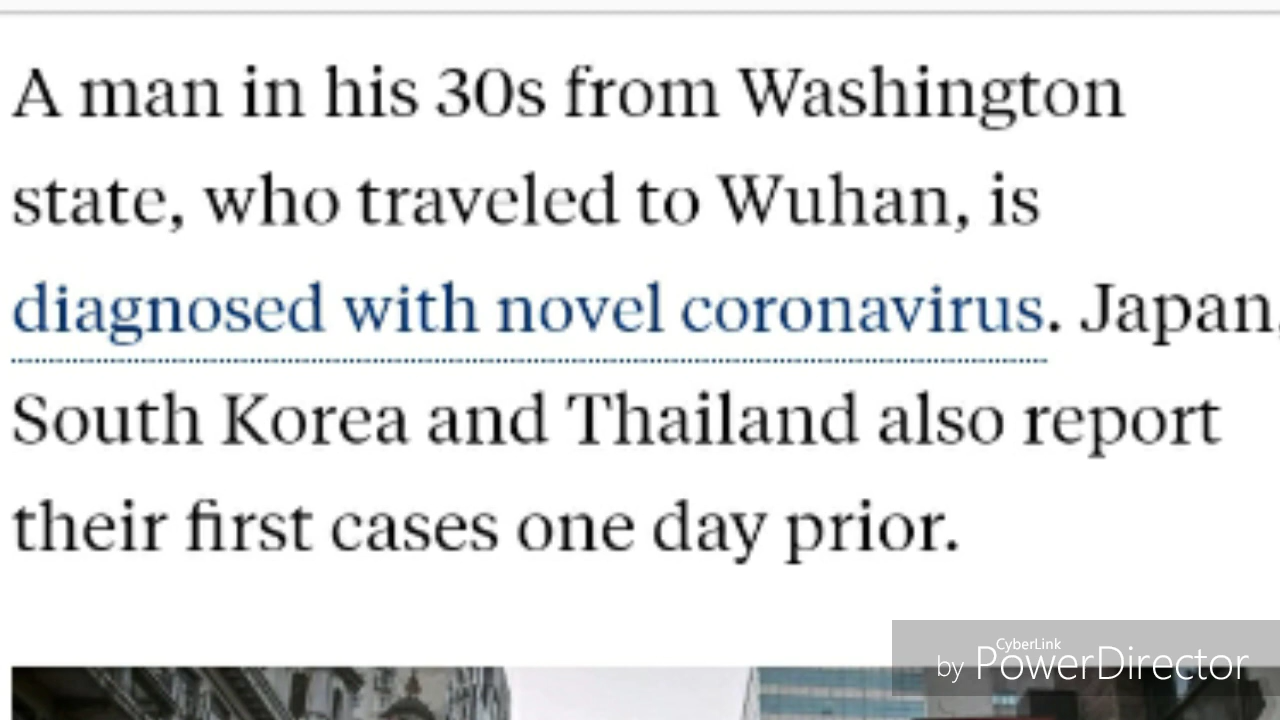 A man in his 30s from Washington
state, who traveled to Wuhan, is
diagnosed with novel coronavirus. Japan,
South Korea and Thailand also report
their first cases one day prior.
CyberLink
by PowerDirector